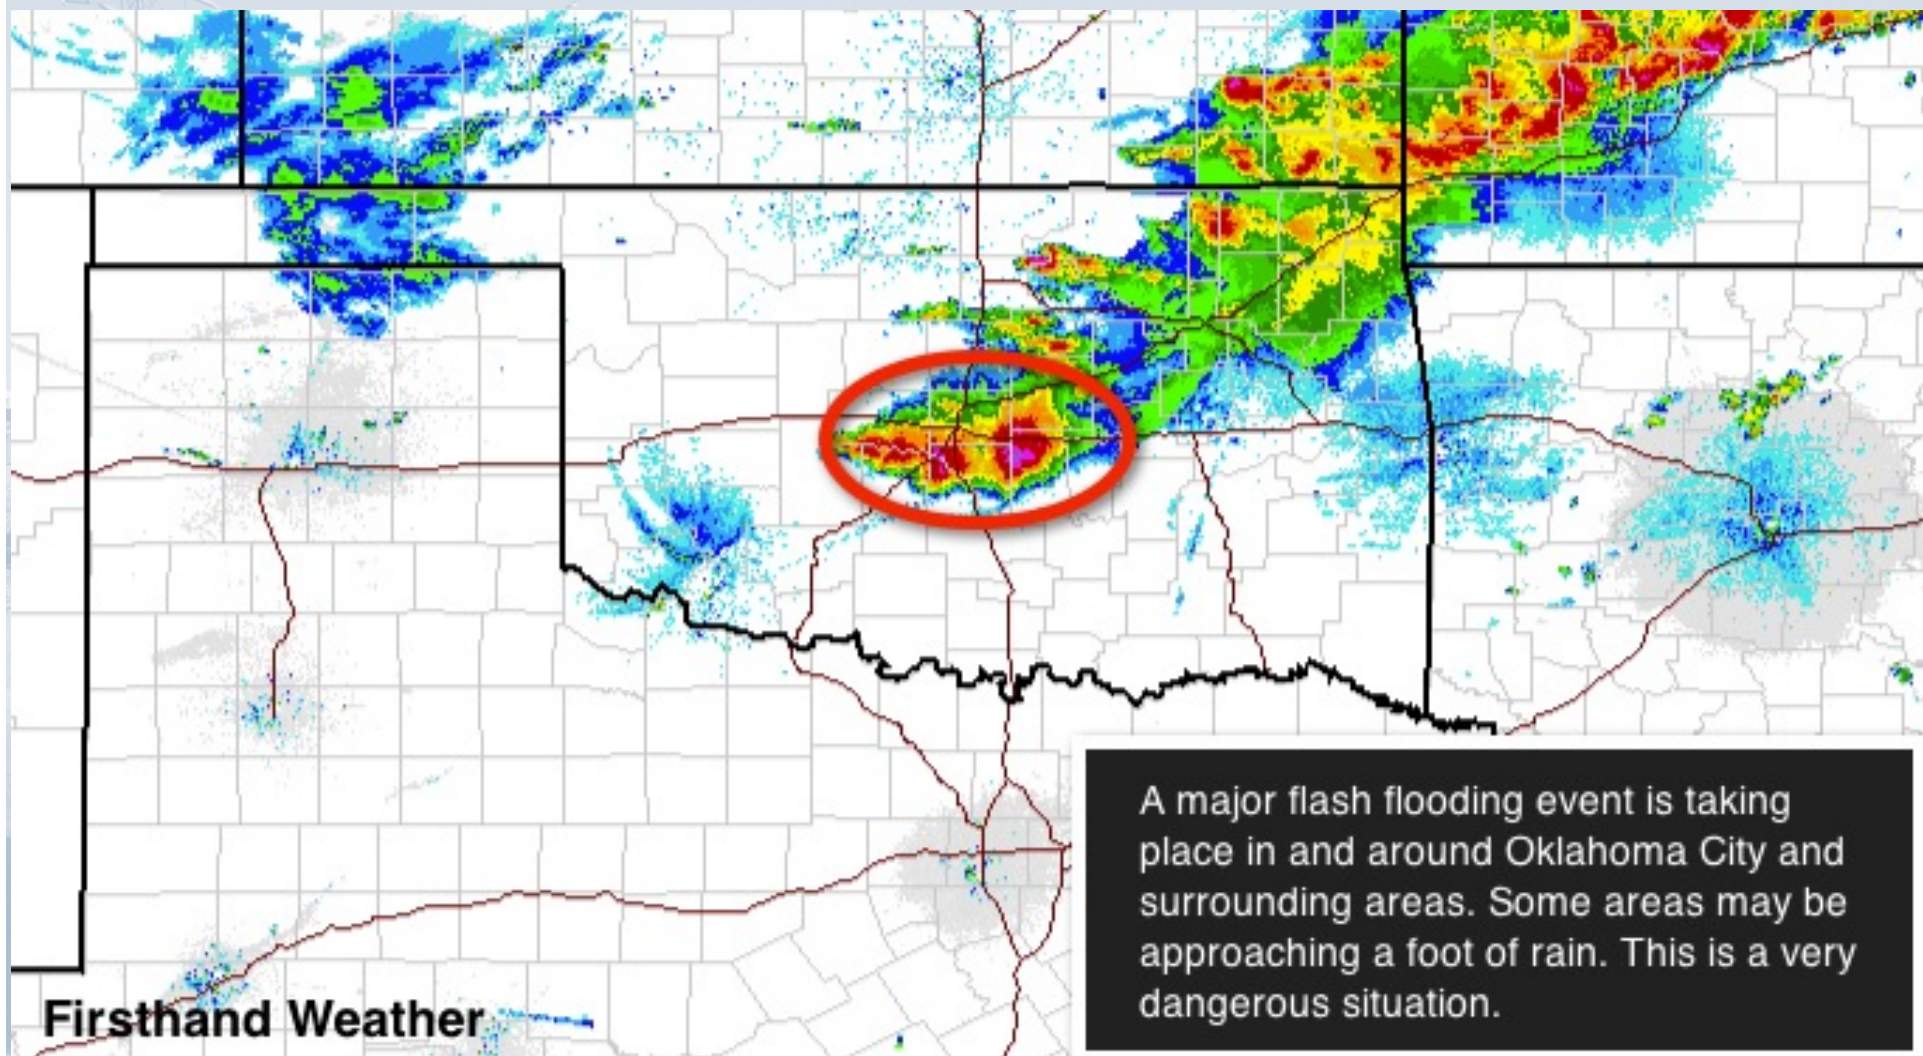 A major flash flooding event is taking
place in and around Oklahoma City and
surrounding areas. Some areas may be
approaching a foot of rain. This is a very
dangerous situation.
Firsthand Weather